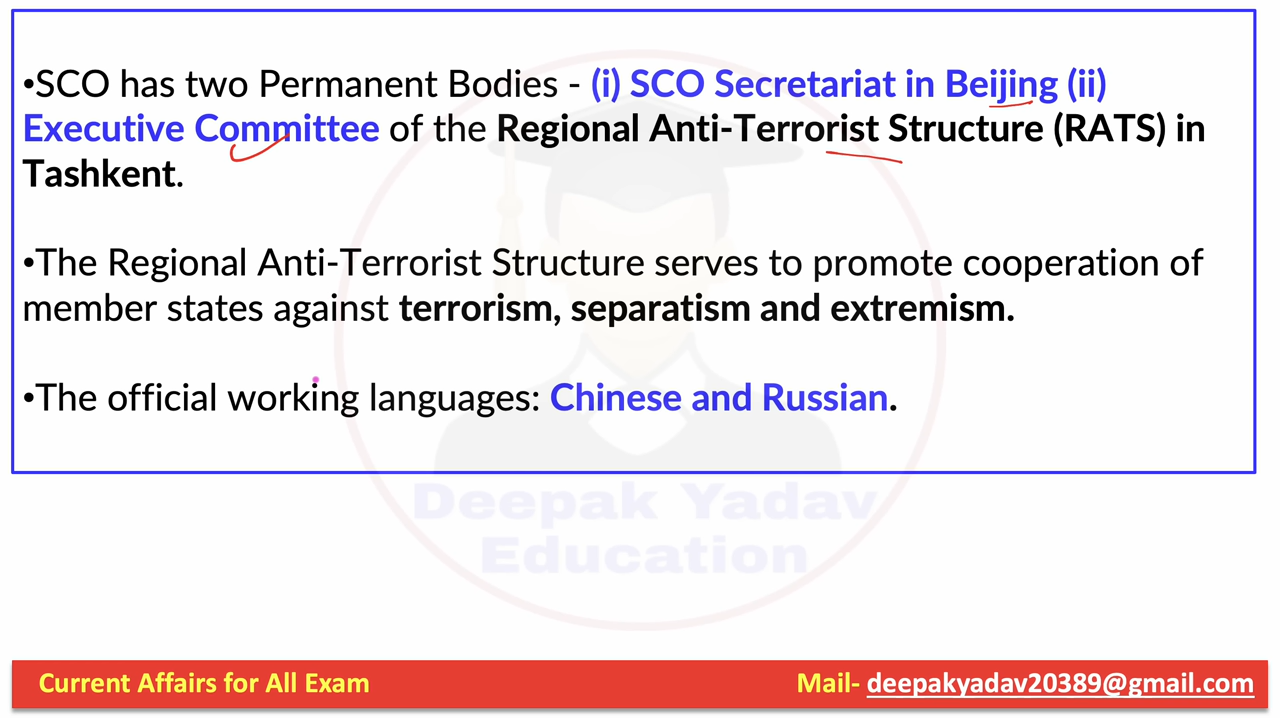 •SCO has two Permanent Bodies - (i) SCO Secretariat in Beijing (ii)
Executive Committee of the Regional Anti-Terrorist Structure (RATS) in
Tashkent.
•The Regional Anti-Terrorist Structure serves to promote cooperation of
member states against terrorism, separatism and extremism.
•The official working languages: Chinese and Russian.
Deepak Yadav
Education
Current Affairs for All Exam
Mail- deepakyadav20389@gmail.com